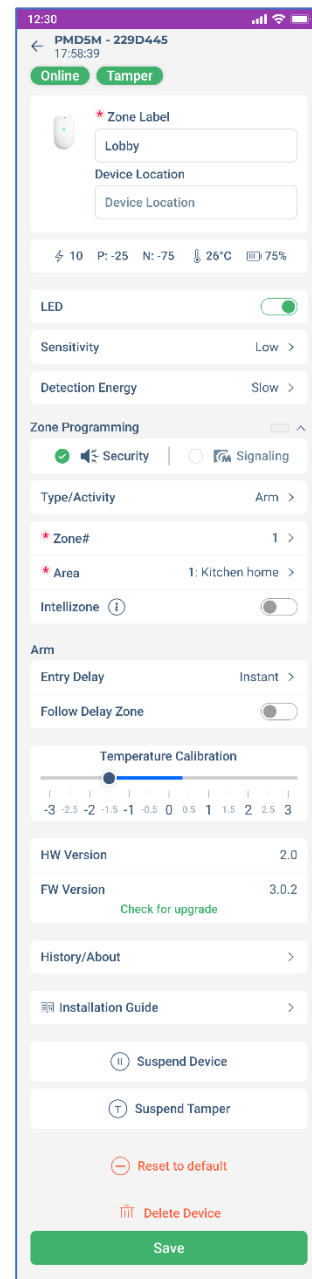 12:30
PMD5M - 229D445
17:58:39
Online Tamper
* Zone Label
Lobby
Device Location
Device Location
10 P: -25 N: -75 26°C 75%
LED
Sensitivity Low >
Detection Energy Slow >
Zone Programming
Security Signaling
Type/Activity Arm >
* Zone# 1 >
* Area 1: Kitchen home >
Intellizone i
Arm
Entry Delay Instant >
Follow Delay Zone
Temperature Calibration
-3 -2.5 -2 -1.5 -1 -0.5 0 0.5 1 1.5 2 2.5 3
HW Version 2.0
FW Version 3.0.2
Check for upgrade
History/About >
Installation Guide >
Suspend Device
T Suspend Tamper
Reset to default
Delete Device
Save